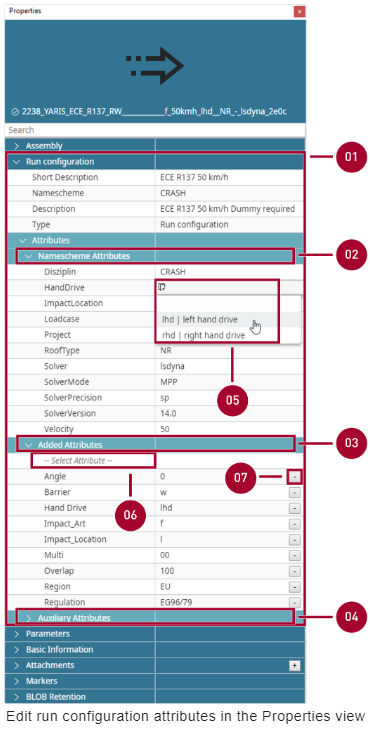 Properties x
2238_YARIS_ECE_R137_RW__________f_50kmh_lhd__NR_-_lsdyna_2e0c
Search
Assembly
Run configuration 01
Short Description ECE R137 50 km/h
Namescheme CRASH
Description ECE R137 50 km/h Dummy required
Type Run configuration
Attributes
Namescheme Attributes 02
Disziplin CRASH
HandDrive
ImpactLocation
Loadcase lhd | left hand drive
Project rhd | right hand drive
RoofType NR
Solver lsdyna
SolverMode MPP
SolverPrecision sp 05
SolverVersion 14.0
Velocity 50
Added Attributes 03
-- Select Attribute --
Angle 0 07 -
Barrier w -
Hand Drive lhd -
Impact_Art f - 06
Impact_Location l -
Multi 00 -
Overlap 100 -
Region EU -
Regulation EG96/79 -
Auxiliary Attributes 04
Parameters
Basic Information
Attachments +
Markers
BLOB Retention
Edit run configuration attributes in the Properties view